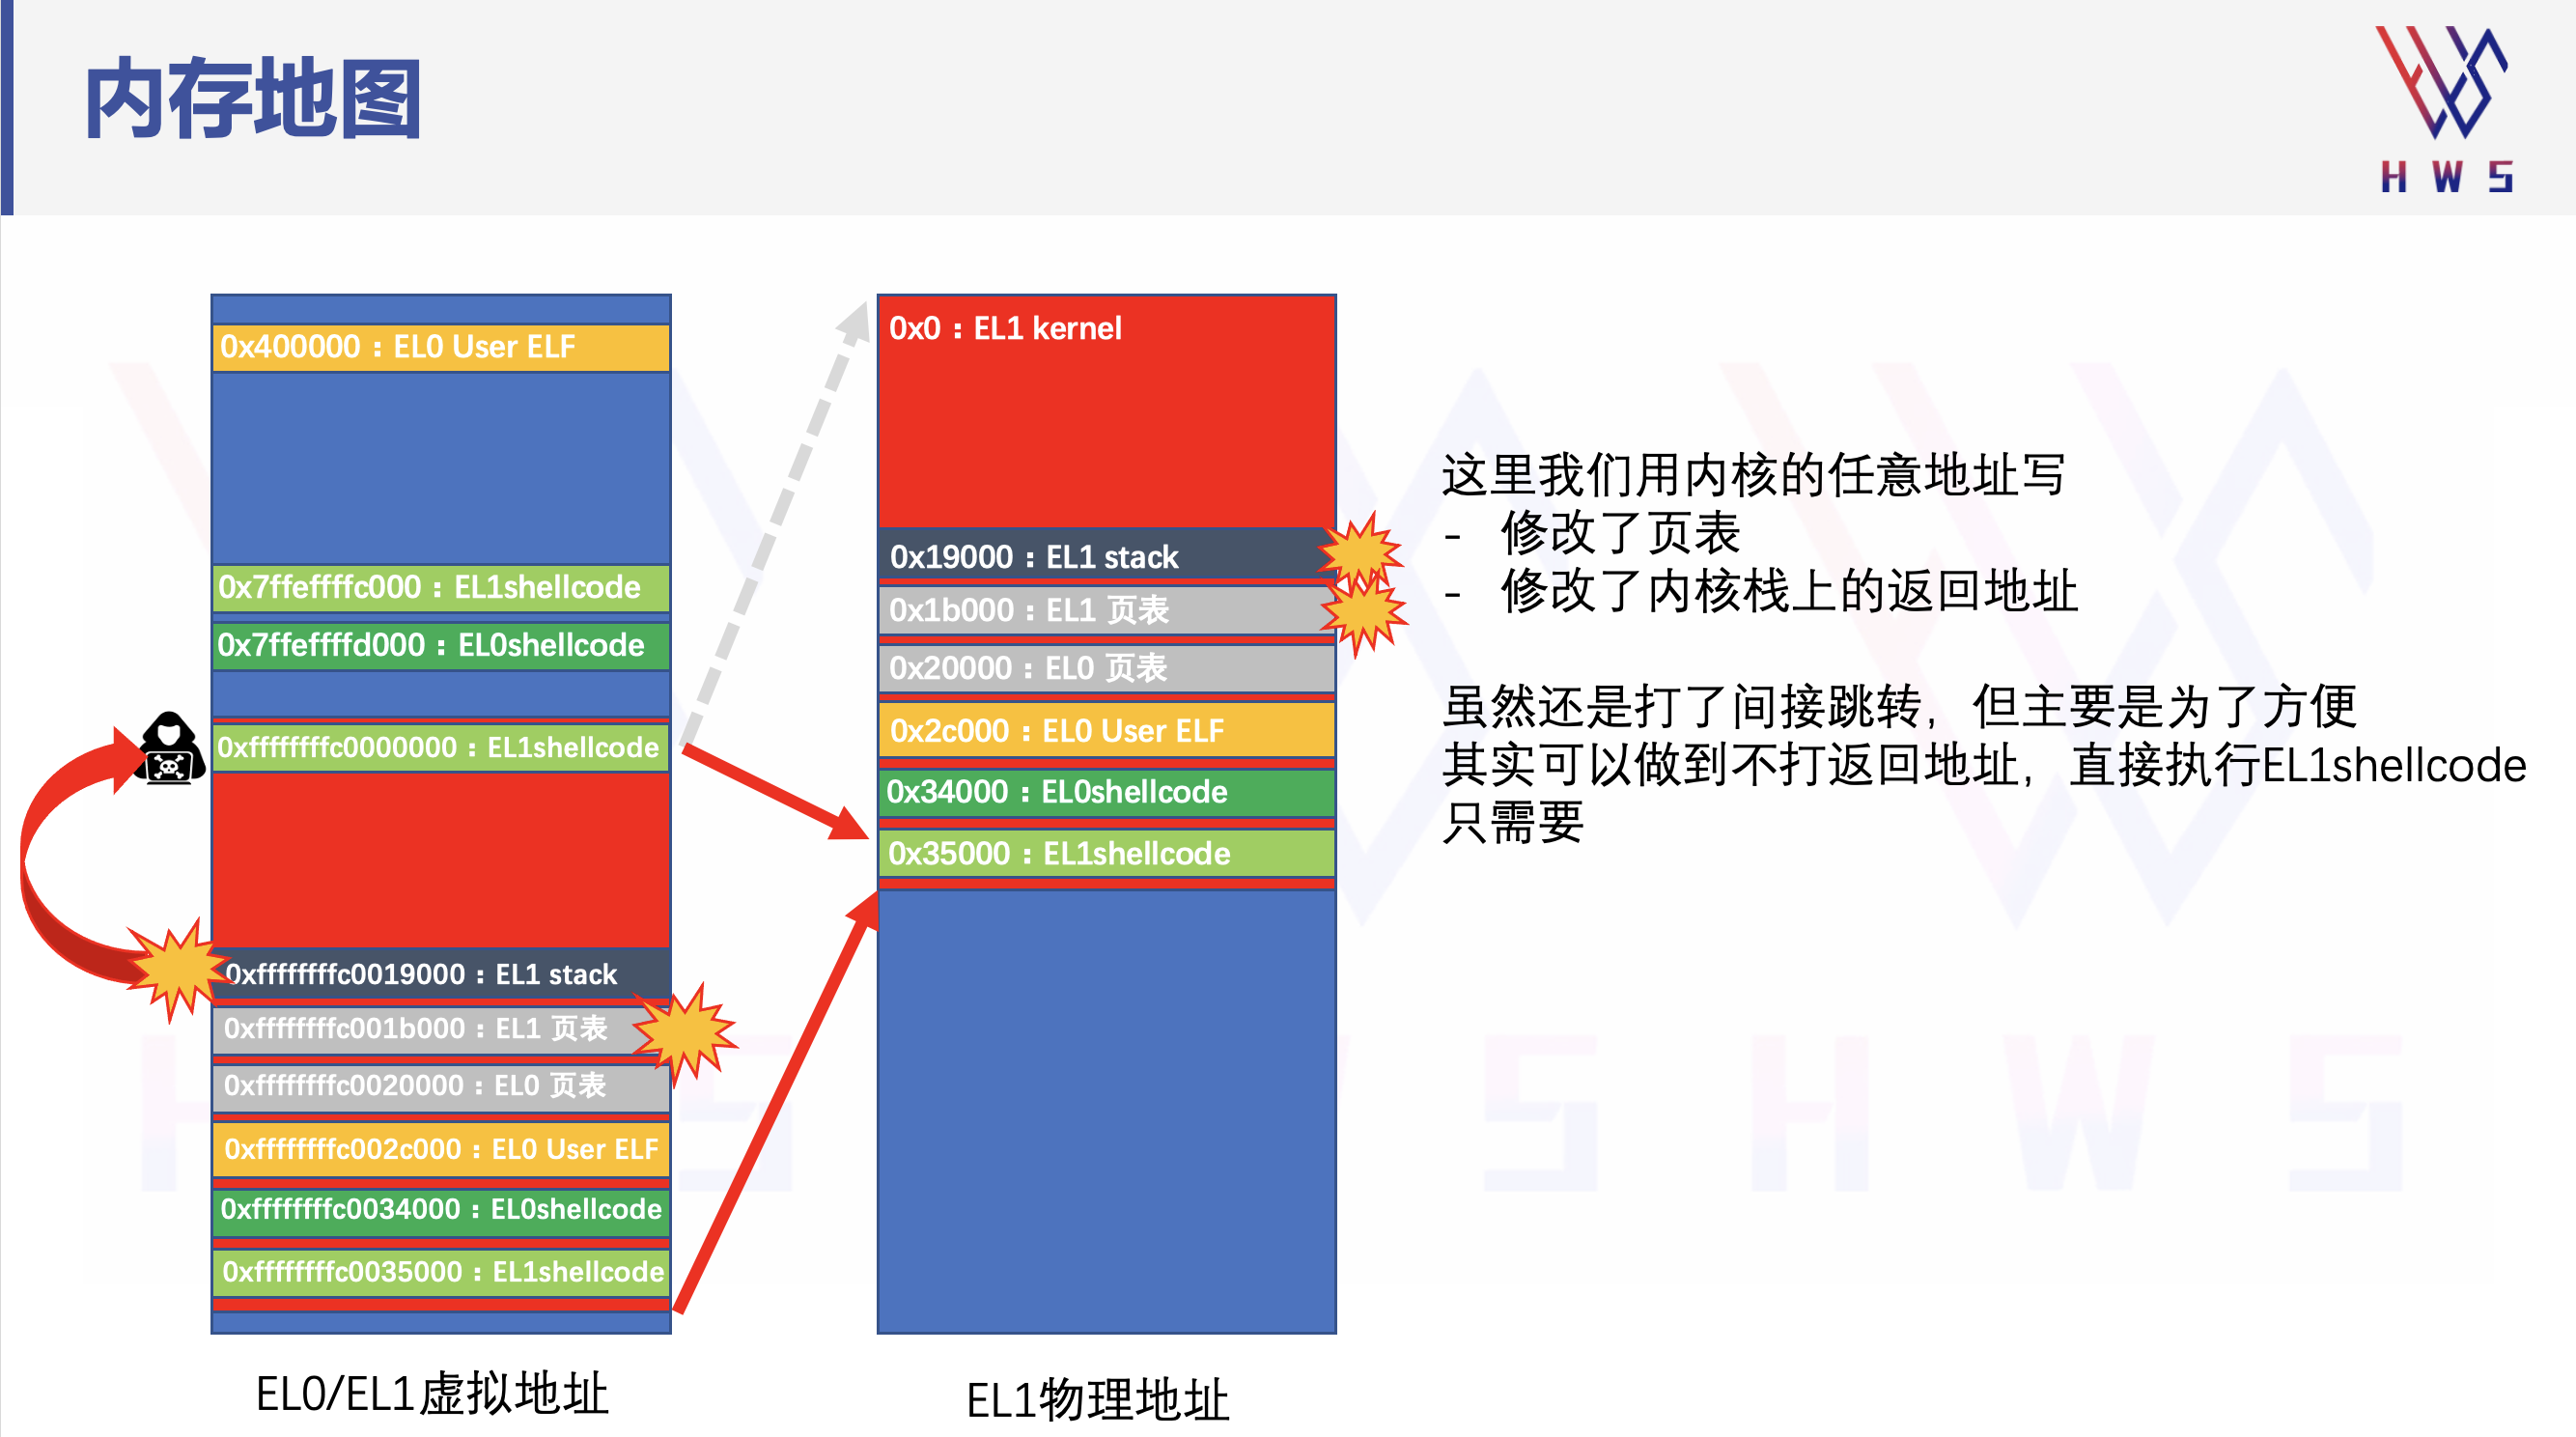 内存地图
H W S
0x400000 : EL0 User ELF
0x7ffeffffc000 : EL1shellcode
0x7ffeffffd000 : EL0shellcode
0xffffffffc0000000 : EL1shellcode
0xffffffffc0019000 : EL1 stack
0xffffffffc001b000 : EL1 页表
0xffffffffc0020000 : EL0 页表
0xffffffffc002c000 : EL0 User ELF
0xffffffffc0034000 : EL0shellcode
0xffffffffc0035000 : EL1shellcode
EL0/EL1虚拟地址
0x0 : EL1 kernel
0x19000 : EL1 stack
0x1b000 : EL1 页表
0x20000 : EL0 页表
0x2c000 : EL0 User ELF
0x34000 : EL0shellcode
0x35000 : EL1shellcode
EL1物理地址
这里我们用内核的任意地址写
- 修改了页表
- 修改了内核栈上的返回地址
虽然还是打了间接跳转，但主要是为了方便
其实可以做到不打返回地址，直接执行EL1shellcode
只需要